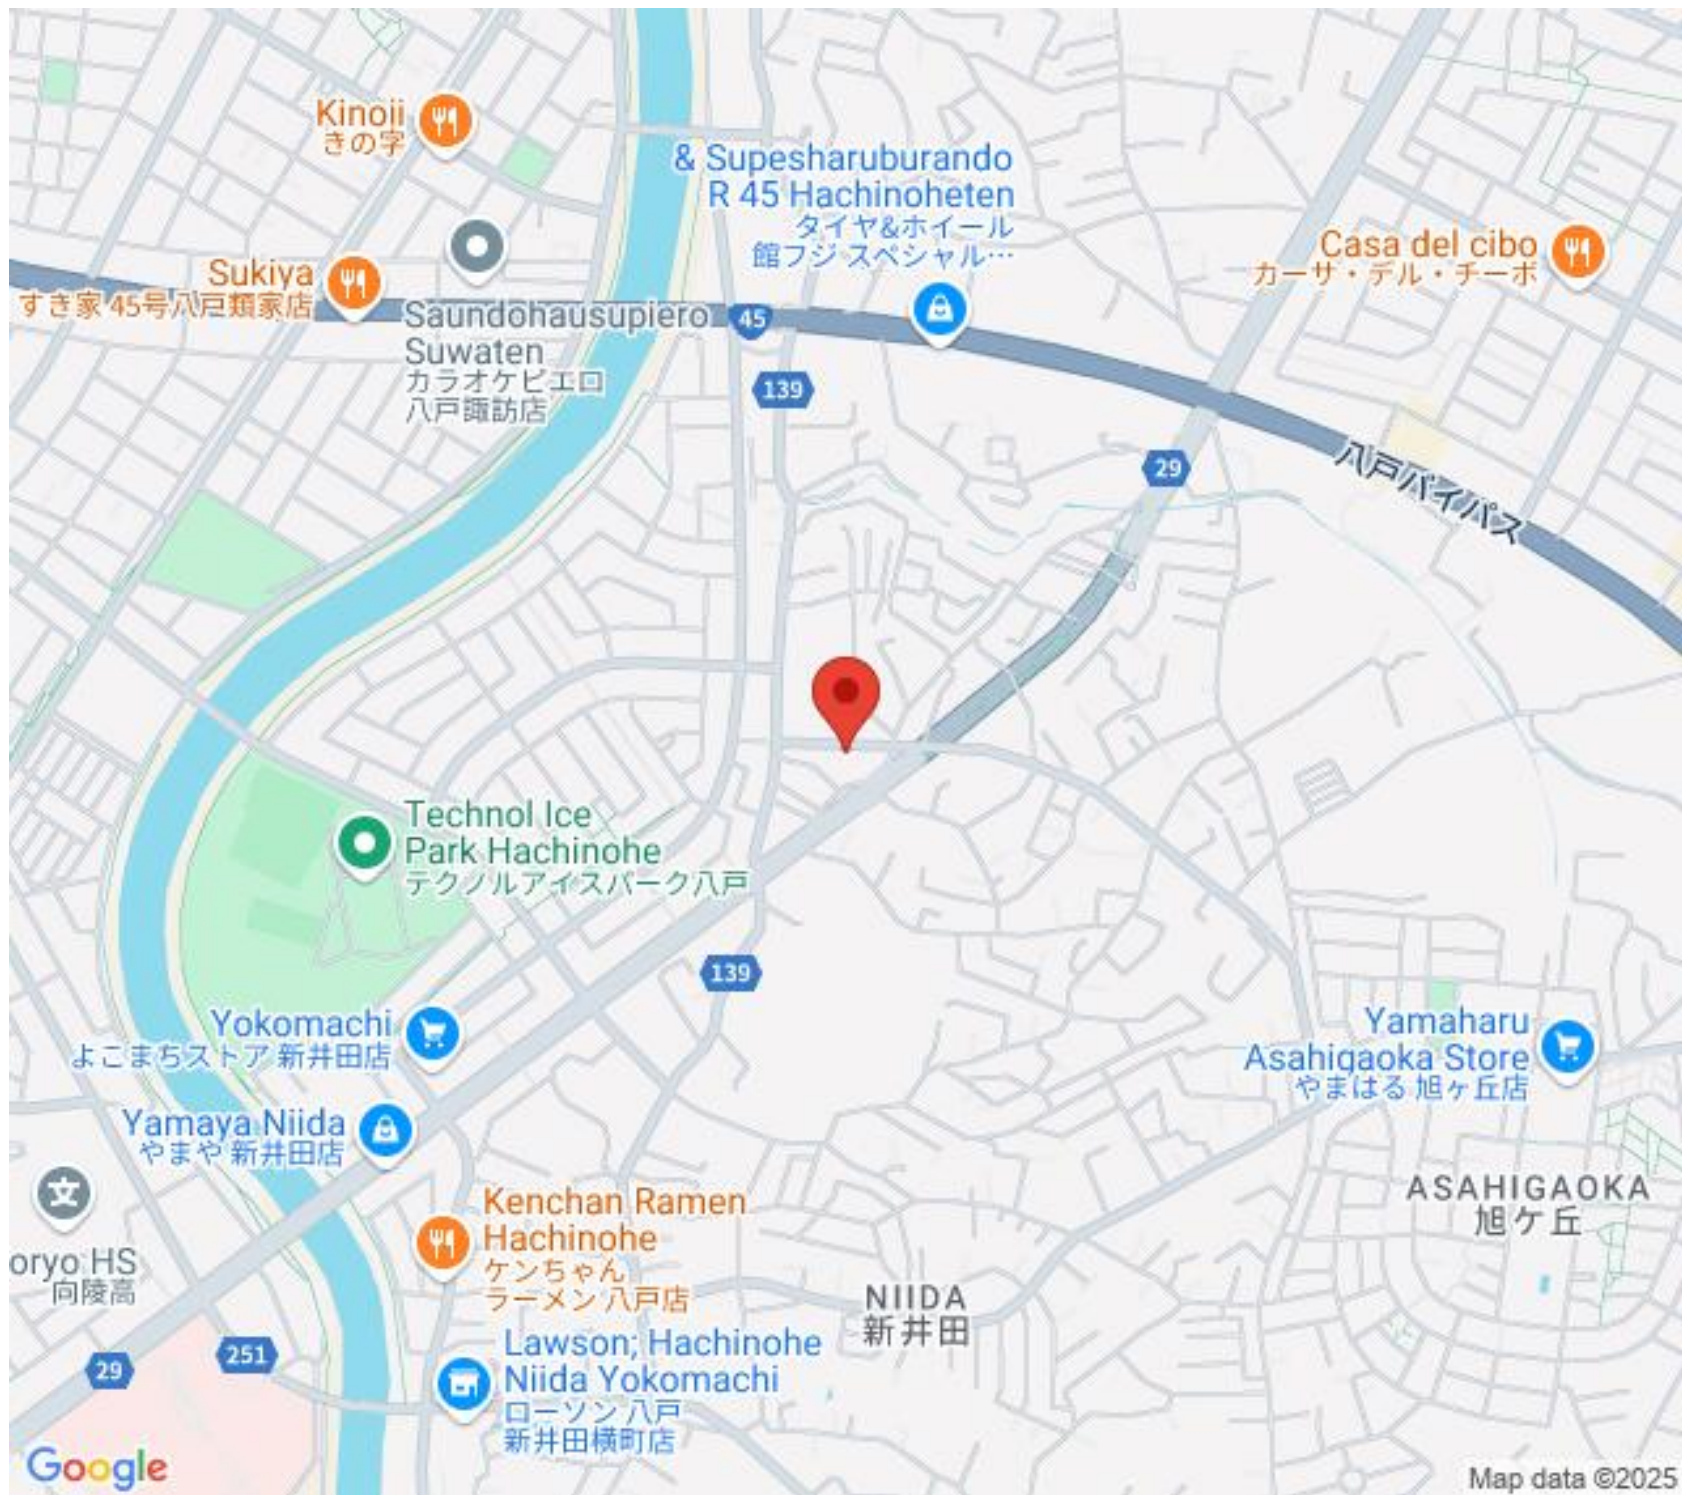 Kinoji
きの字
& Supesharuburando
R 45 Hachinoheten
タイヤ&ホイール
館フジ スペシャル…
Casa del cibo
カーサ・デル・チーボ
Sukiya
すき家 45号八戸類家店
Saundohausupiero
Suwaten
カラオケピエロ
八戸諏訪店
45
139
29
八戸バイパス
Technol Ice
Park Hachinohe
テクノルアイスパーク八戸
139
Yokomachi
よこまちストア 新井田店
Yamaharu
Asahigaoka Store
やまはる 旭ヶ丘店
Yamaya Niida
やまや 新井田店
文
oryo HS
向陵高
Kenchan Ramen
Hachinohe
ケンちゃん
ラーメン 八戸店
ASAHIGAOKA
旭ケ丘
NIIDA
新井田
29
251
Lawson, Hachinohe
Niida Yokomachi
ローソン 八戸
新井田横町店
Google
Map data ©2025